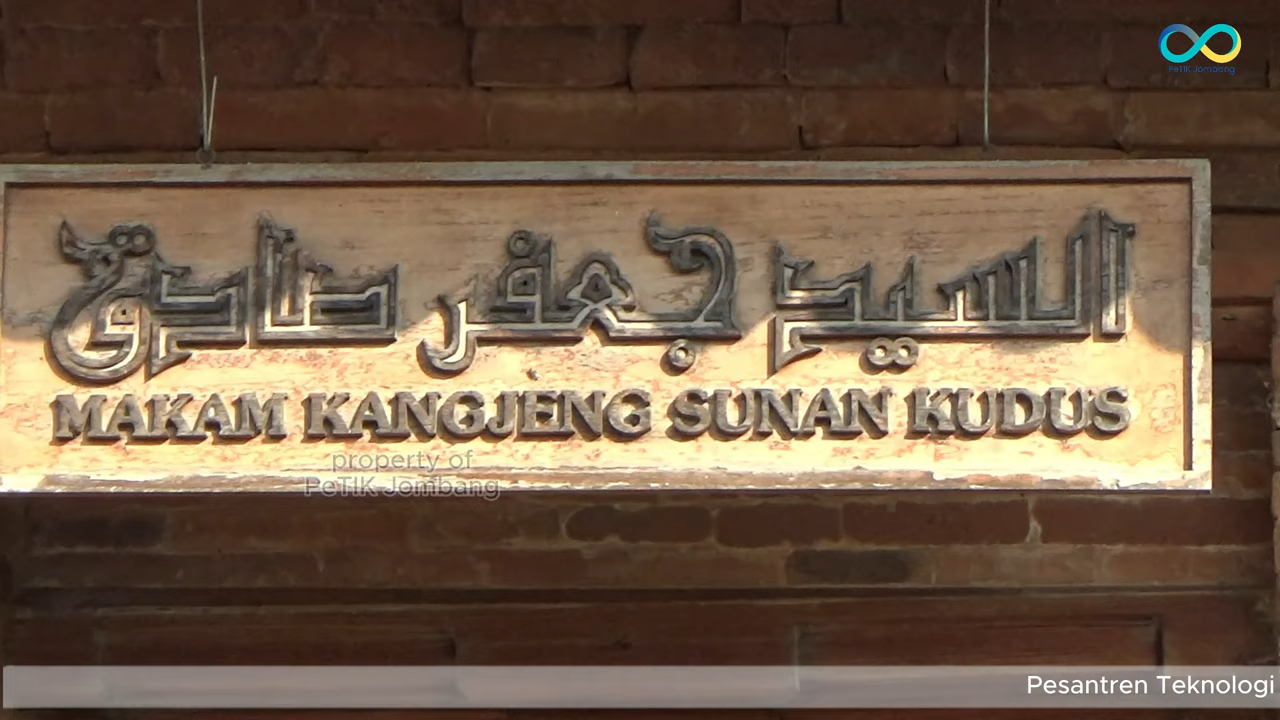 PeTIK Jombang
السيد جعفر صادق
MAKAM KANGJENG SUNAN KUDUS
property of
PeTIK Jombang
Pesantren Teknologi